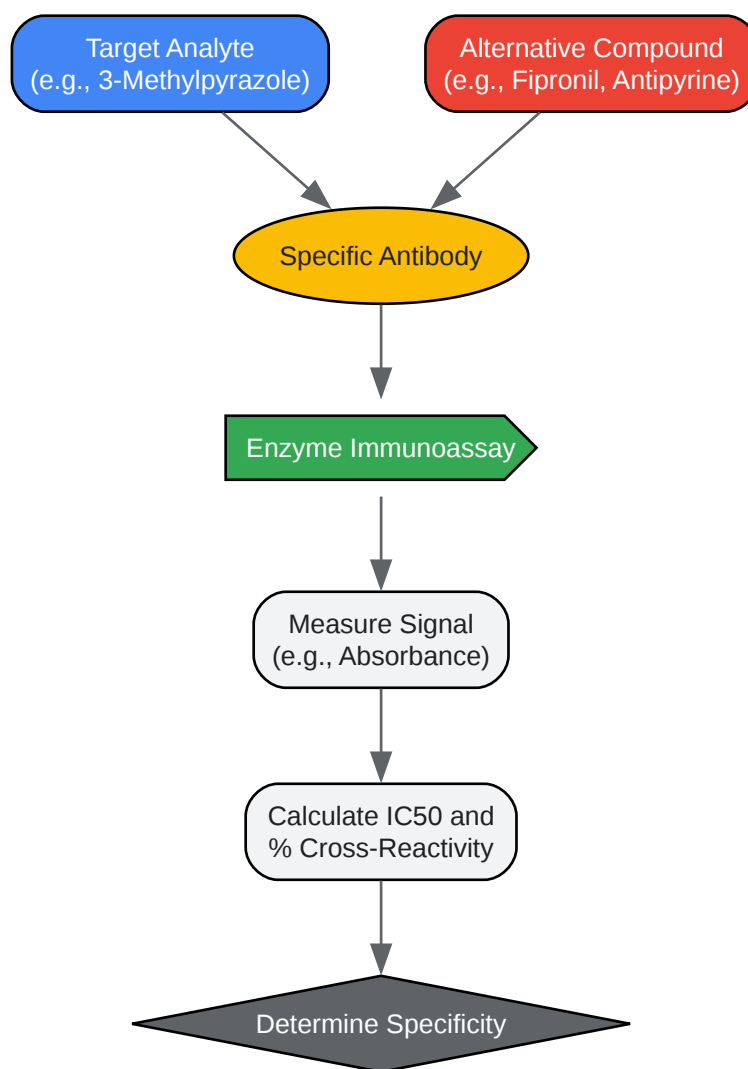 Target Analyte
(e.g., 3-Methylpyrazole)
Alternative Compound
(e.g., Fipronil, Antipyrine)
Specific Antibody
Enzyme Immunoassay
Measure Signal
(e.g., Absorbance)
Calculate IC50 and
% Cross-Reactivity
Determine Specificity